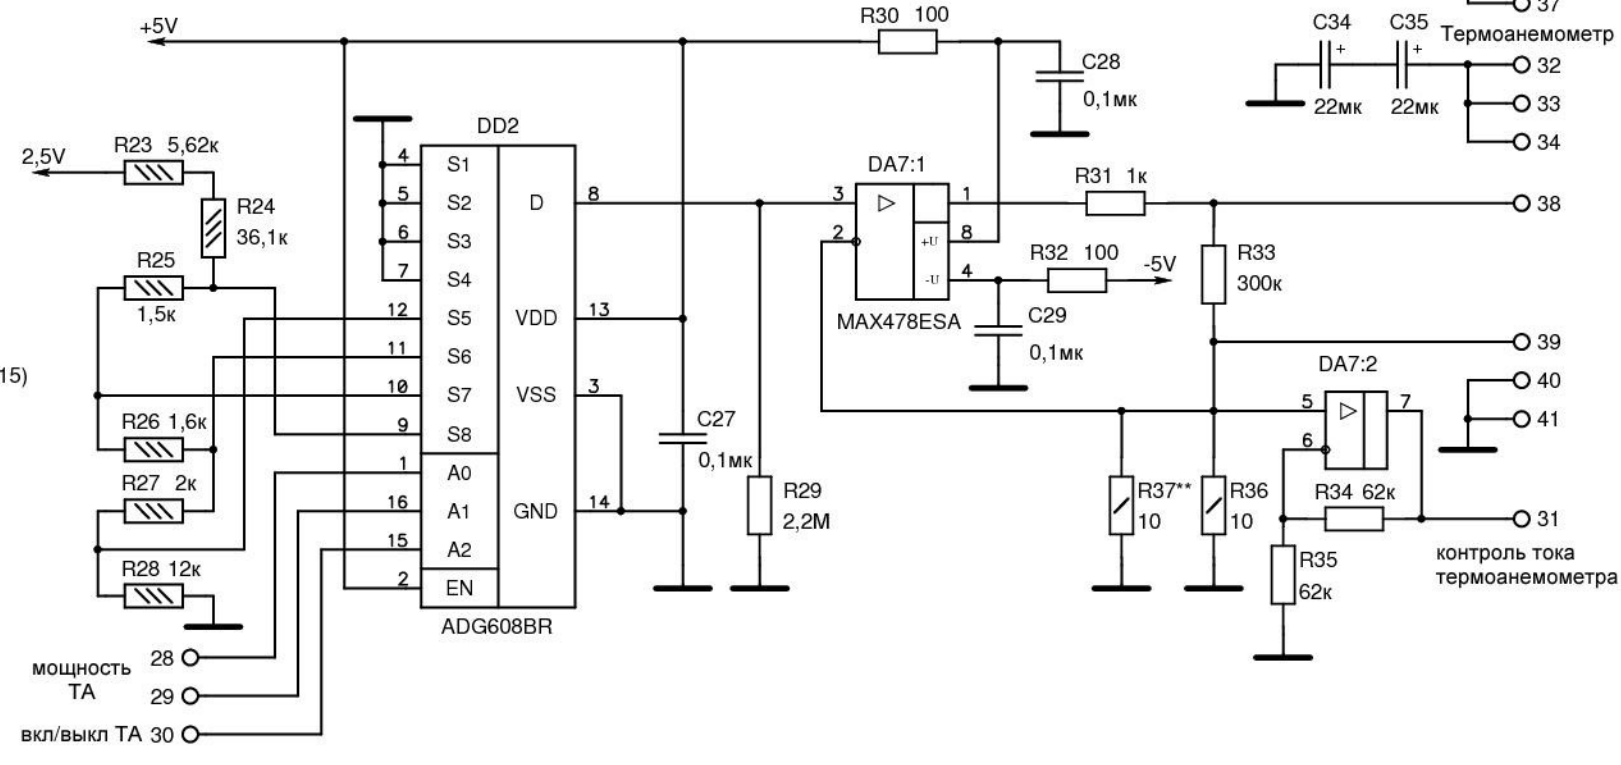 +5V
R30 100
C28
0,1мк
C34
C35
+
+
22мк
22мк
37
Термоанемометр
32
33
34
2,5V
R23 5,62к
R24
36,1к
R25
1,5к
15)
R26 1,6к
R27 2к
R28 12к
мощность
ТА
28
29
вкл/выкл ТА 30
DD2
4 S1
5 S2
6 S3
7 S4
12 S5
11 S6
10 S7
9 S8
1 A0
16 A1
15 A2
2 EN
D 8
VDD 13
VSS 3
GND 14
ADG608BR
C27
0,1мк
R29
2,2М
DA7:1
3
2
▷
1
+U 8
-U 4
MAX478ESA
R31 1к
R32 100
-5V
C29
0,1мк
R33
300к
38
39
40
41
DA7:2
5
6
▷
7
R37**
10
R36
10
R34 62к
R35
62к
31
контроль тока
термоанемометра